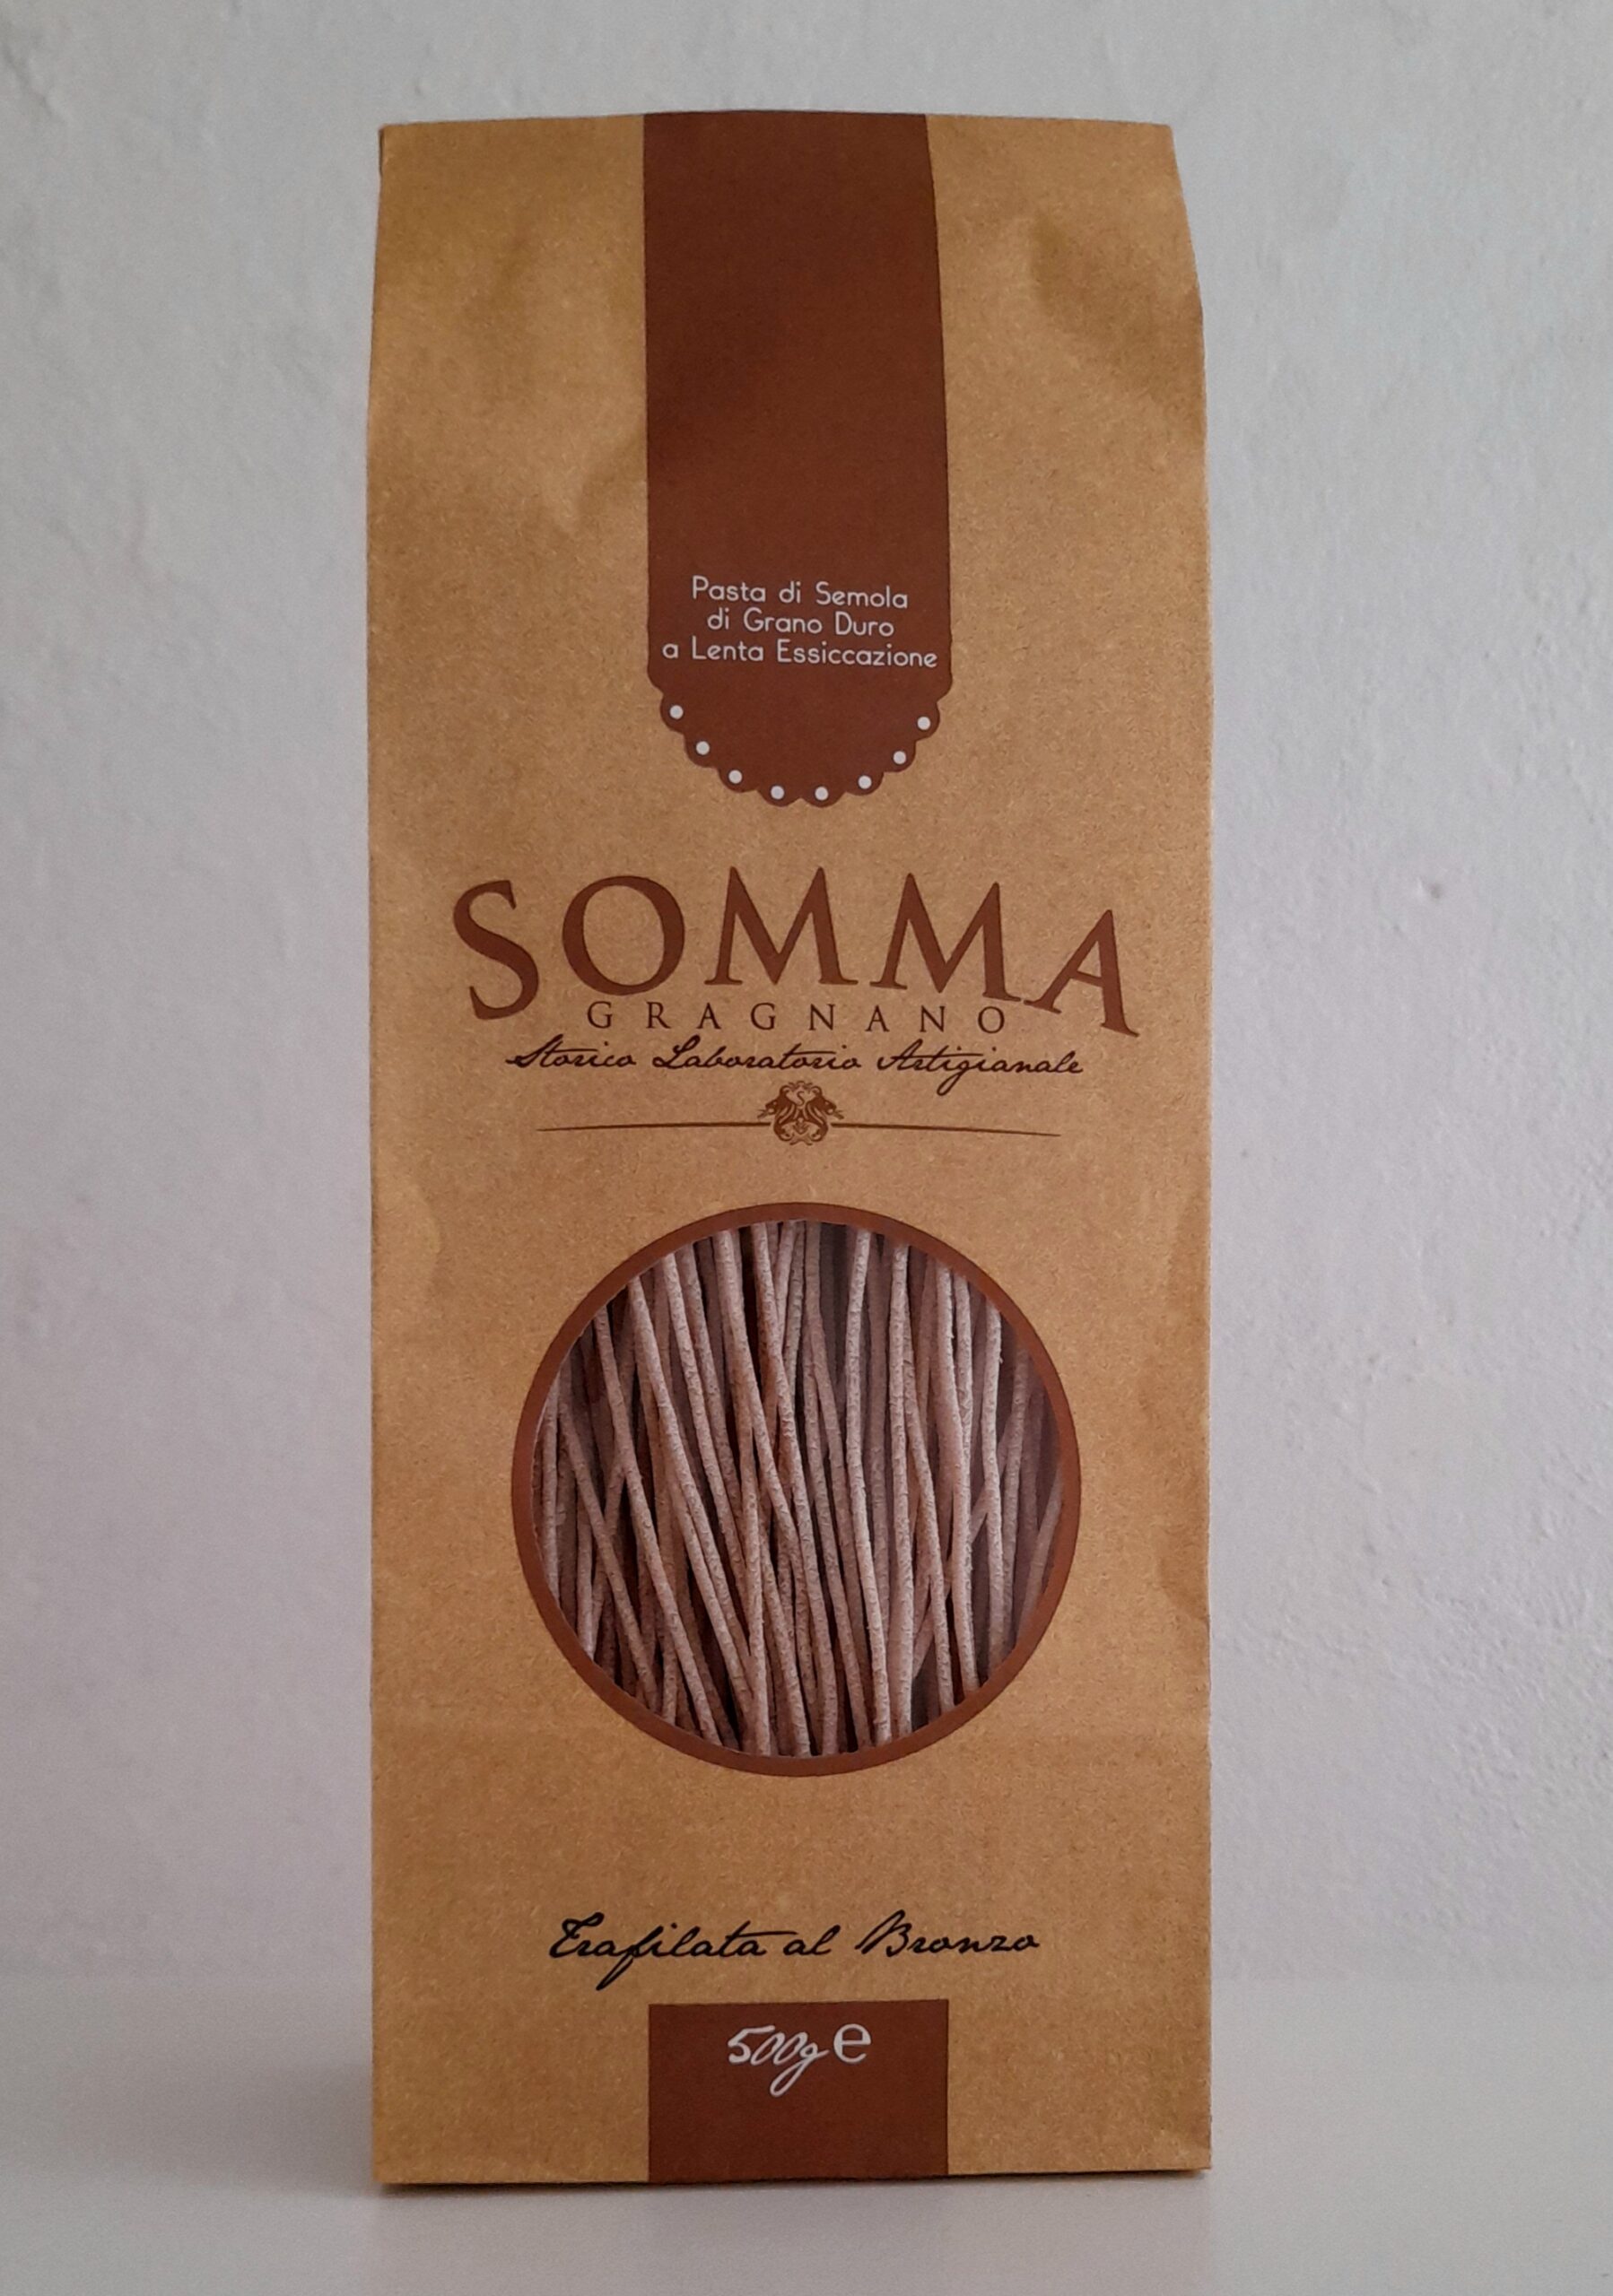 Pasta di Semola
di Grano Duro
a Lenta Essiccazione
SOMMA
GRAGNANO
Storico Laboratorio Artigianale
Trafilata al Bronzo
500g e